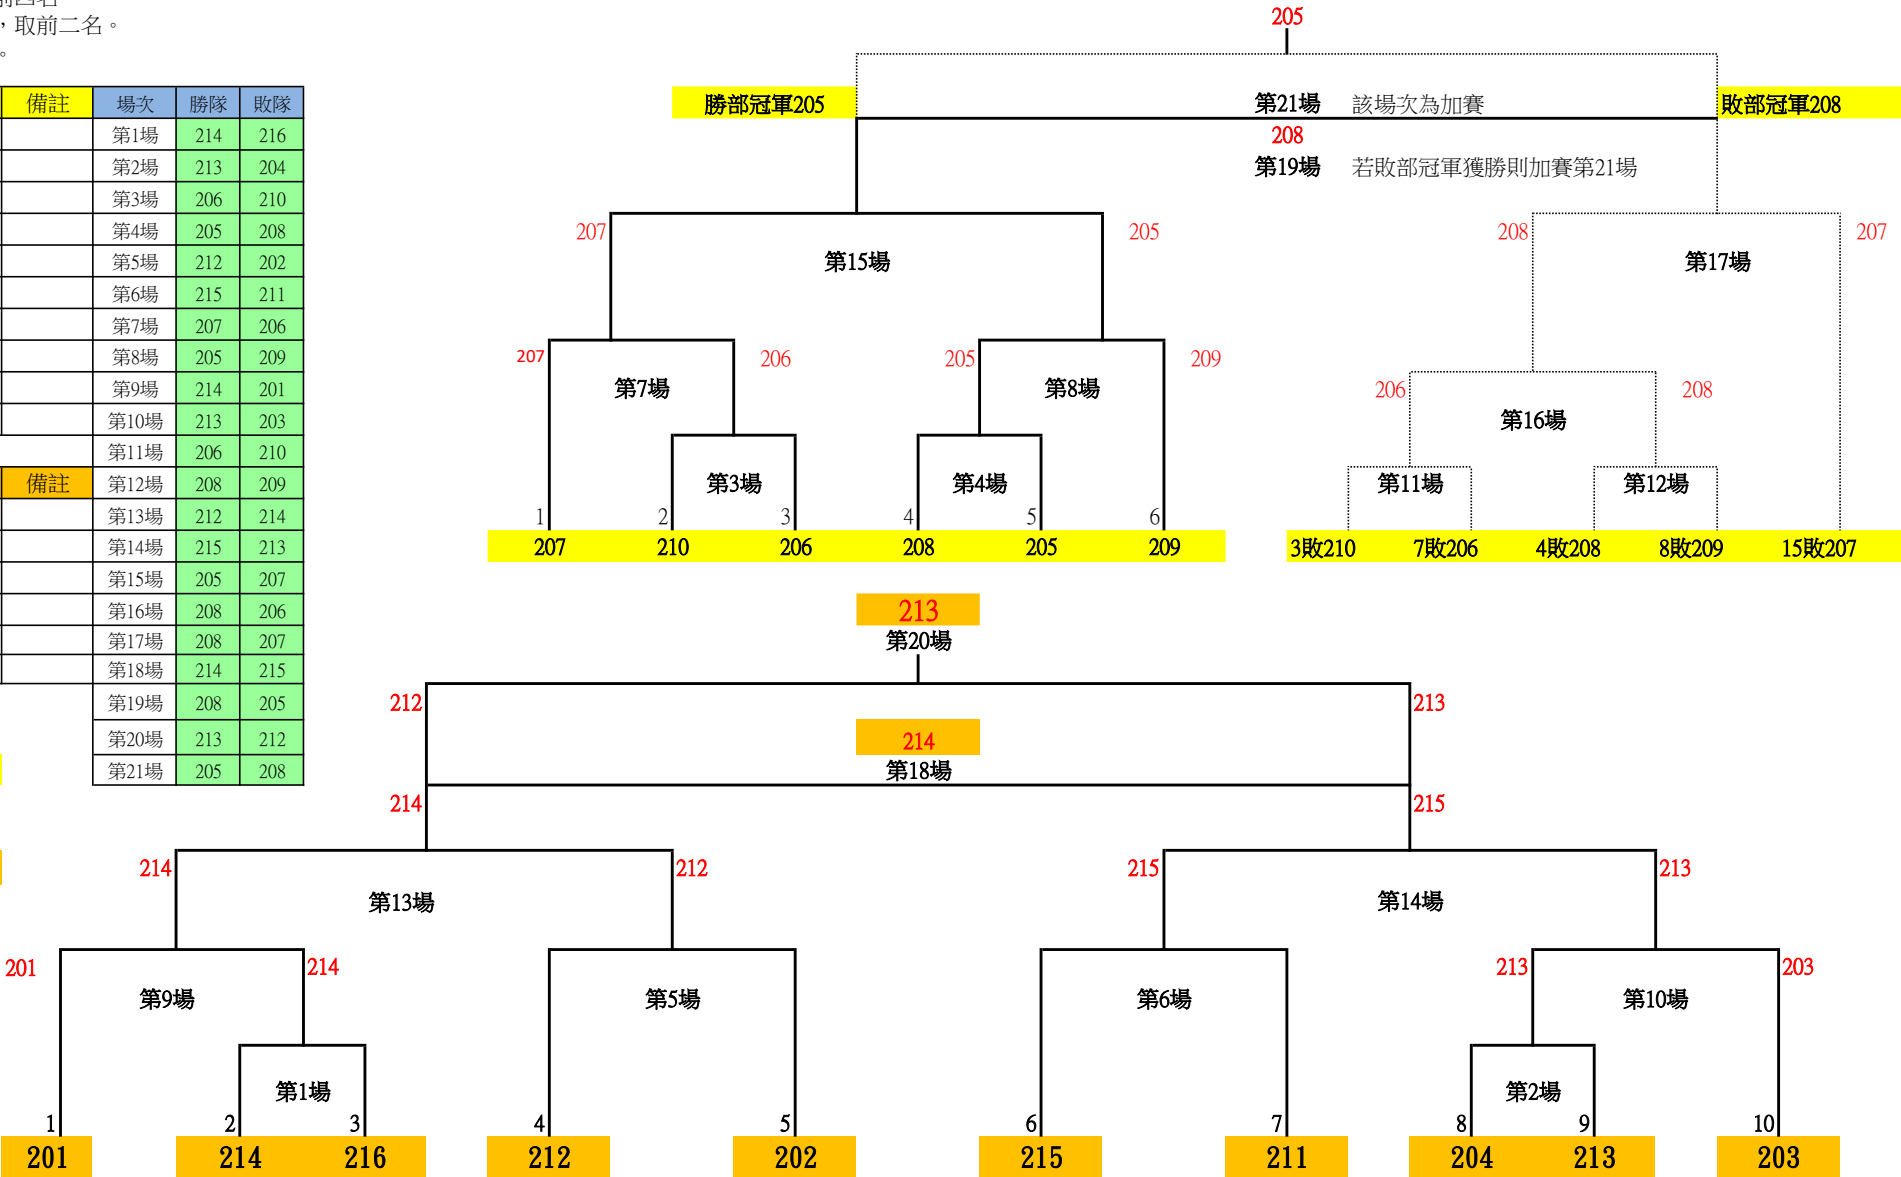 ，取前二名。
。
備註 場次 勝隊 敗隊
第1場 214 216
第2場 213 204
第3場 206 210
第4場 205 208
第5場 212 202
第6場 215 211
第7場 207 206
第8場 205 209
第9場 214 201
第10場 213 203
第11場 206 210
備註 第12場 208 209
第13場 212 214
第14場 215 213
第15場 205 207
第16場 208 206
第17場 208 207
第18場 214 215
第19場 208 205
第20場 213 212
第21場 205 208
205
勝部冠軍205 第21場 該場次為加賽 敗部冠軍208
208
第19場 若敗部冠軍獲勝則加賽第21場
207 205 208 207
第15場 第17場
207 206 205 209
第7場 第8場
206 208
第16場
第3場 第4場 第11場 第12場
1 2 3 4 5 6
207 210 206 208 205 209 3敗210 7敗206 4敗208 8敗209 15敗207
213
第20場
212 213
214
第18場
214 215
214 212 215 213
第13場 第14場
201 214 213 203
第9場 第5場 第6場 第10場
第1場 第2場
1 2 3 4 5 6 7 8 9 10
201 214 216 212 202 215 211 204 213 203